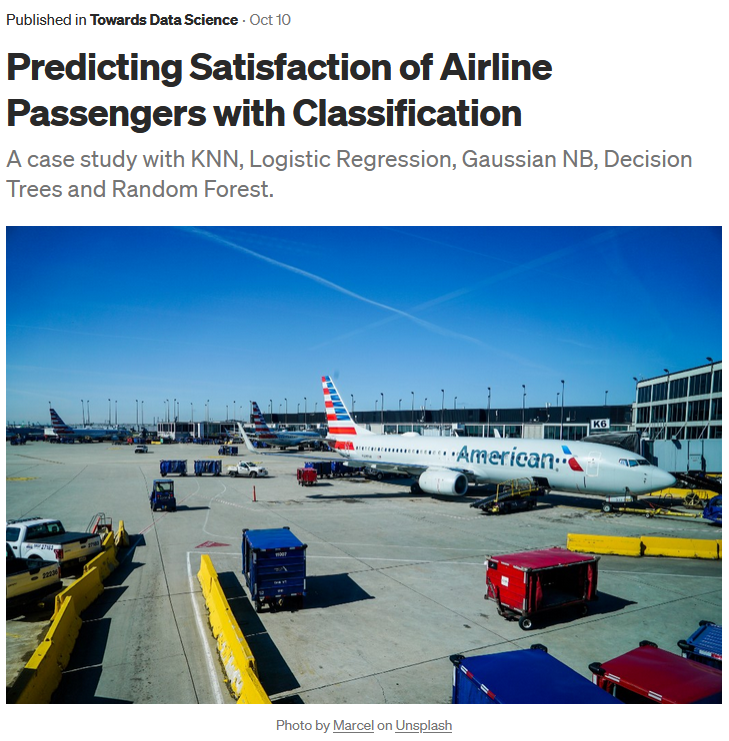 Published in Towards Data Science · Oct 10
Predicting Satisfaction of Airline
Passengers with Classification
A case study with KNN, Logistic Regression, Gaussian NB, Decision
Trees and Random Forest.
K6
American
Photo by Marcel on Unsplash